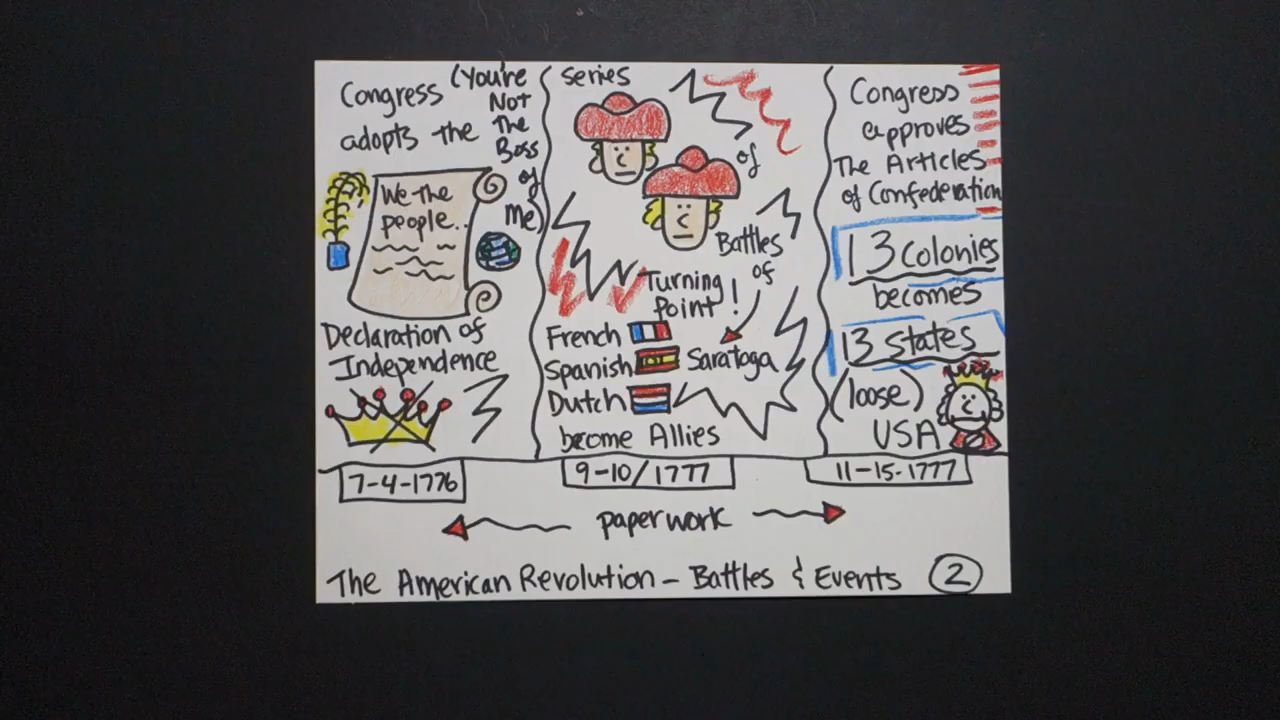 Congress
adopts the
(You're
Not
The
Boss
of
Me)
We the
people..
Declaration of
Independence
7-4-1776
series
of
Battles
of
Turning
Point!
Saratoga
French
Spanish
Dutch
become Allies
9-10/1777
Congress
approves
The Articles
of Confederation
13 colonies
becomes
13 states
(loose)
USA
11-15-1777
paperwork
The American Revolution - Battles & Events 2